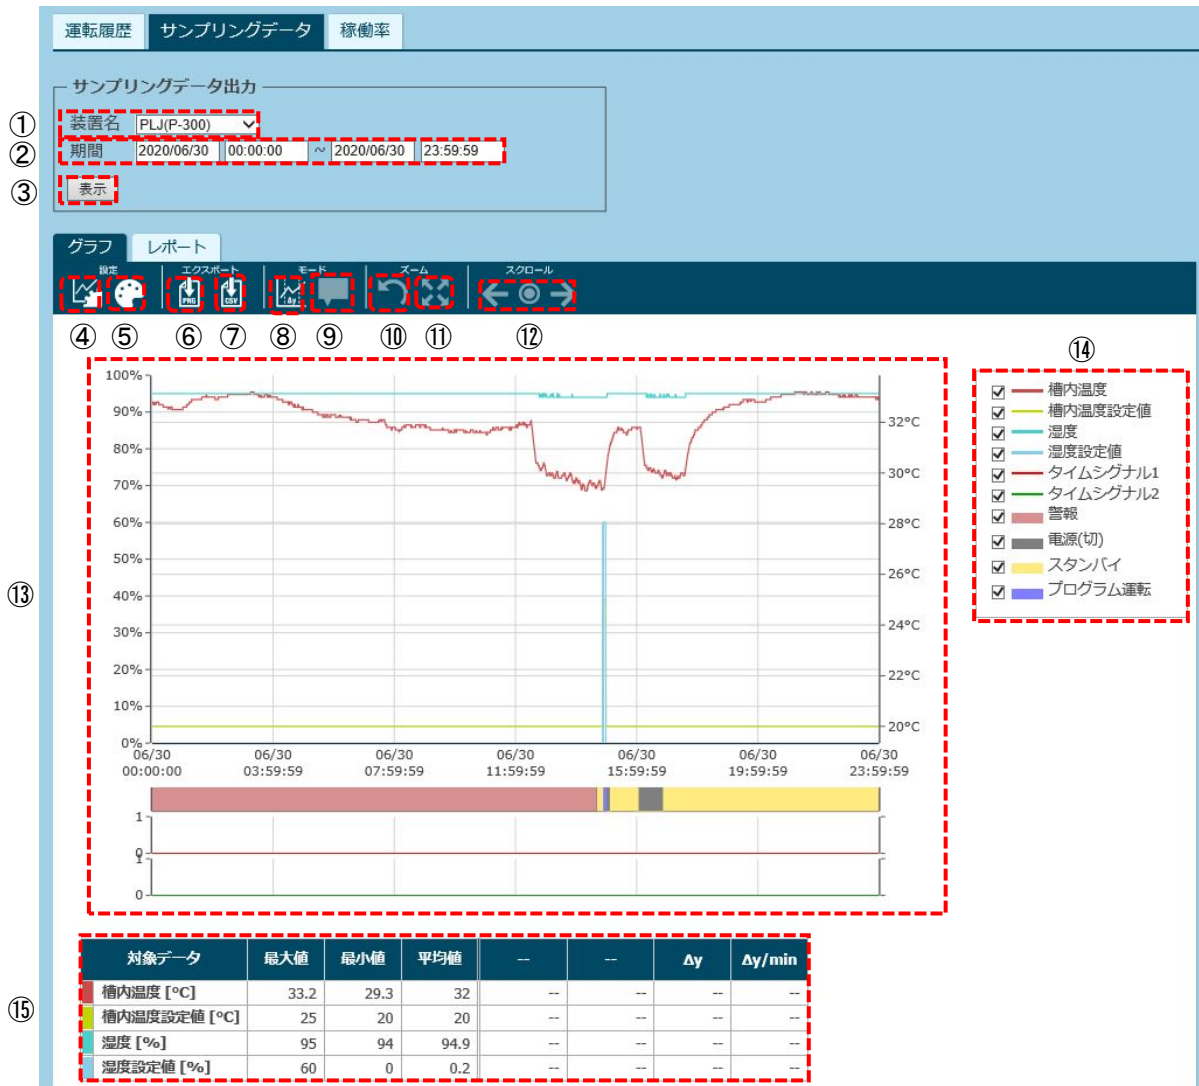 運転履歴 サンプリングデータ 稼働率
サンプリングデータ出力
① 装置名 PLJ(P-300)
② 期間 2020/06/30 00:00:00 ~ 2020/06/30 23:59:59
③ 表示
グラフ レポート
設定 エクスポート モード ズーム スクロール
PNG CSV Δy
④ ⑤ ⑥ ⑦ ⑧ ⑨ ⑩ ⑪ ⑫
⑬
100%
90%
80%
70%
60%
50%
40%
30%
20%
10%
0%
32°C
30°C
28°C
26°C
24°C
22°C
20°C
06/30 06/30 06/30 06/30 06/30 06/30 06/30
00:00:00 03:59:59 07:59:59 11:59:59 15:59:59 19:59:59 23:59:59
1
0
1
0
⑭
槽内温度
槽内温度設定値
湿度
湿度設定値
タイムシグナル1
タイムシグナル2
警報
電源(切)
スタンバイ
プログラム運転
⑮
対象データ 最大値 最小値 平均値 -- -- Δy Δy/min
槽内温度 [°C] 33.2 29.3 32 -- -- -- --
槽内温度設定値 [°C] 25 20 20 -- -- -- --
湿度 [%] 95 94 94.9 -- -- -- --
湿度設定値 [%] 60 0 0.2 -- -- -- --